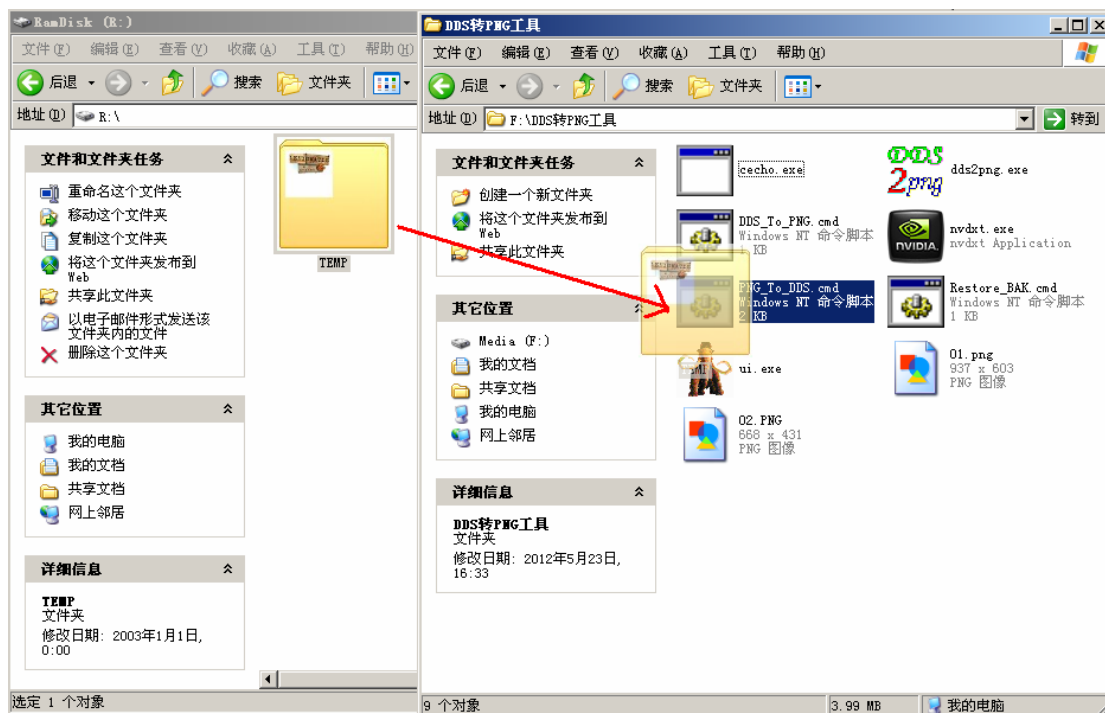 RamDisk (R:)
文件(F) 编辑(E) 查看(V) 收藏(A) 工具(T) 帮助(H)
后退 搜索 文件夹
地址(D) R:\
文件和文件夹任务
重命名这个文件夹
移动这个文件夹
复制这个文件夹
将这个文件夹发布到
Web
共享此文件夹
以电子邮件形式发送该
文件夹内的文件
删除这个文件夹
其它位置
我的电脑
我的文档
共享文档
网上邻居
详细信息
TEMP
文件夹
修改日期: 2003年1月1日,
0:00
TEMP
选定 1 个对象
DDS转PNG工具
文件(F) 编辑(E) 查看(V) 收藏(A) 工具(T) 帮助(H)
后退 搜索 文件夹
地址(D) F:\DDS转PNG工具 转到
文件和文件夹任务
创建一个新文件夹
将这个文件夹发布到
Web
共享此文件夹
其它位置
Media (F:)
我的文档
共享文档
我的电脑
网上邻居
详细信息
DDS转PNG工具
文件夹
修改日期: 2012年5月23日,
16:33
cecho.exe
DDS
2png
dds2png.exe
DDS_To_PNG.cmd
Windows NT 命令脚本
1 KB
NVIDIA.
nvdxt.exe
nvdxt Application
PNG_To_DDS.cmd
Windows NT 命令脚本
2 KB
Restore_BAK.cmd
Windows NT 命令脚本
1 KB
ui.exe
01.png
937 x 603
PNG 图像
02.PNG
668 x 431
PNG 图像
9 个对象 3.99 MB 我的电脑